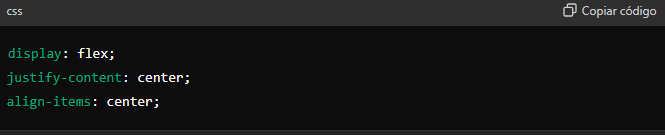 css
Copiar código
display: flex;
justify-content: center;
align-items: center;